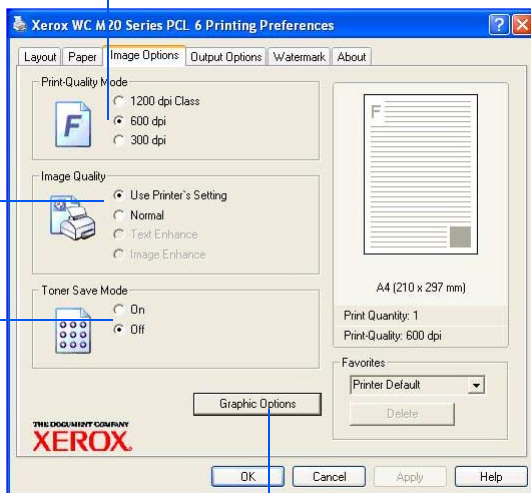 Xerox WC M20 Series PCL 6 Printing Preferences
Layout Paper Image Options Output Options Watermark About
Print-Quality Mode
1200 dpi Class
600 dpi
300 dpi
Image Quality
Use Printer`s Setting
Normal
Text Enhance
Image Enhance
Toner Save Mode
On
Off
Graphic Options
THE DOCUMENT COMPANY
XEROX.
F
F
A4 (210 x 297 mm)
Print Quantity: 1
Print-Quality: 600 dpi
Favorites
Printer Default
Delete
OK Cancel Apply Help